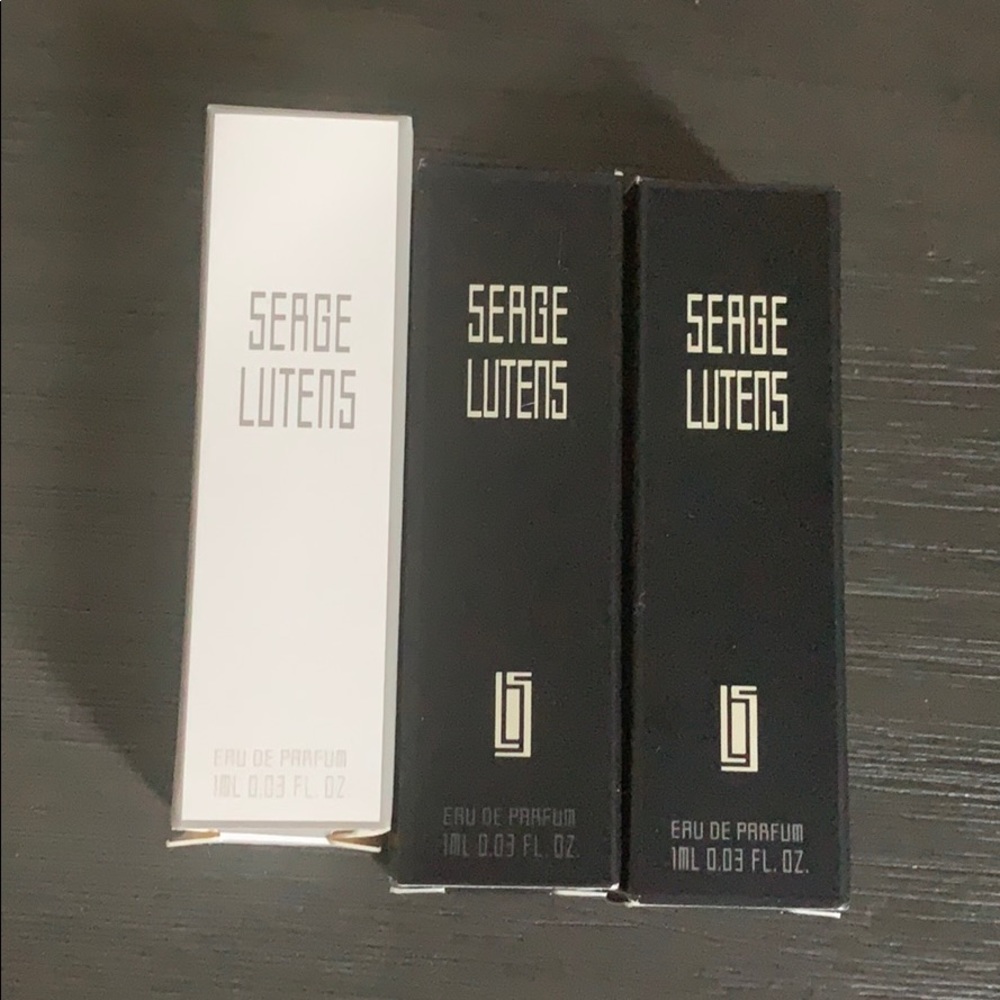 SERGE
LUTENS
EAU DE PARFUM
1ML 0.03 FL. OZ
SERGE
LUTENS
EAU DE PARFUM
1ML 0.03 FL. OZ.
SERGE
LUTENS
EAU DE PARFUM
1ML 0.03 FL. OZ.